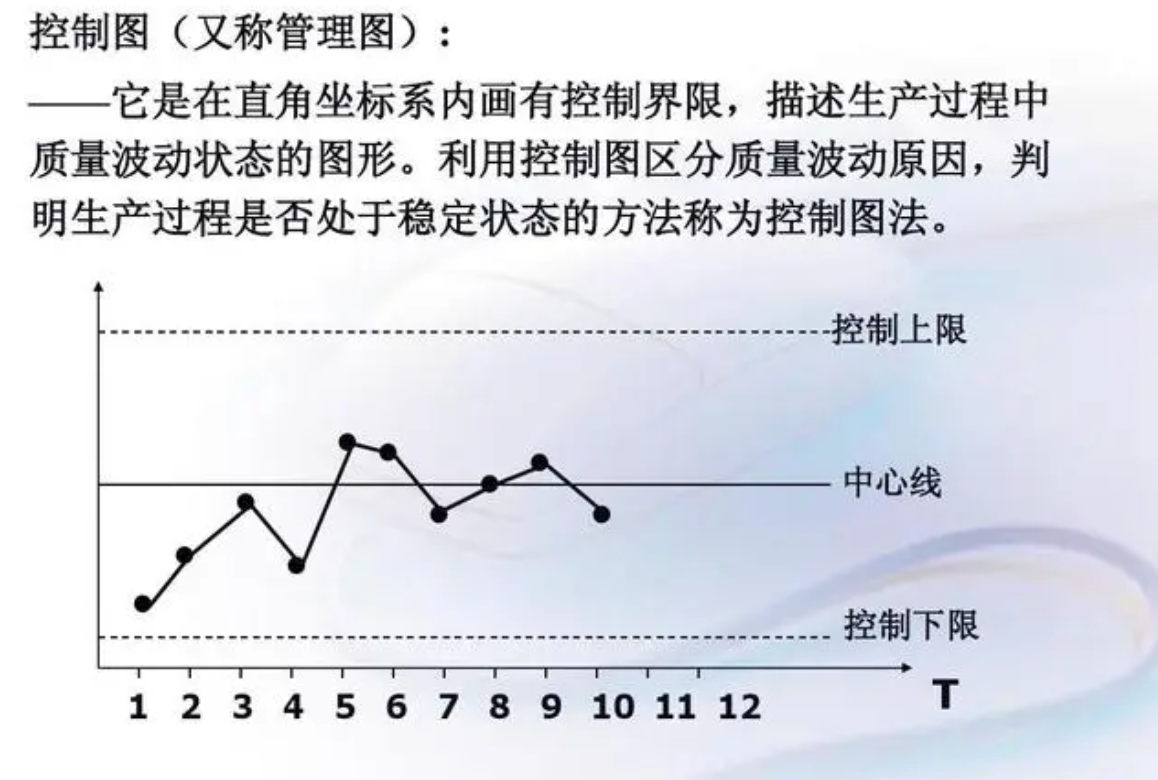 控制图（又称管理图）:
——它是在直角坐标系内画有控制界限，描述生产过程中
质量波动状态的图形。利用控制图区分质量波动原因，判
明生产过程是否处于稳定状态的方法称为控制图法。
控制上限
中心线
控制下限
1 2 3 4 5 6 7 8 9 10 11 12
T